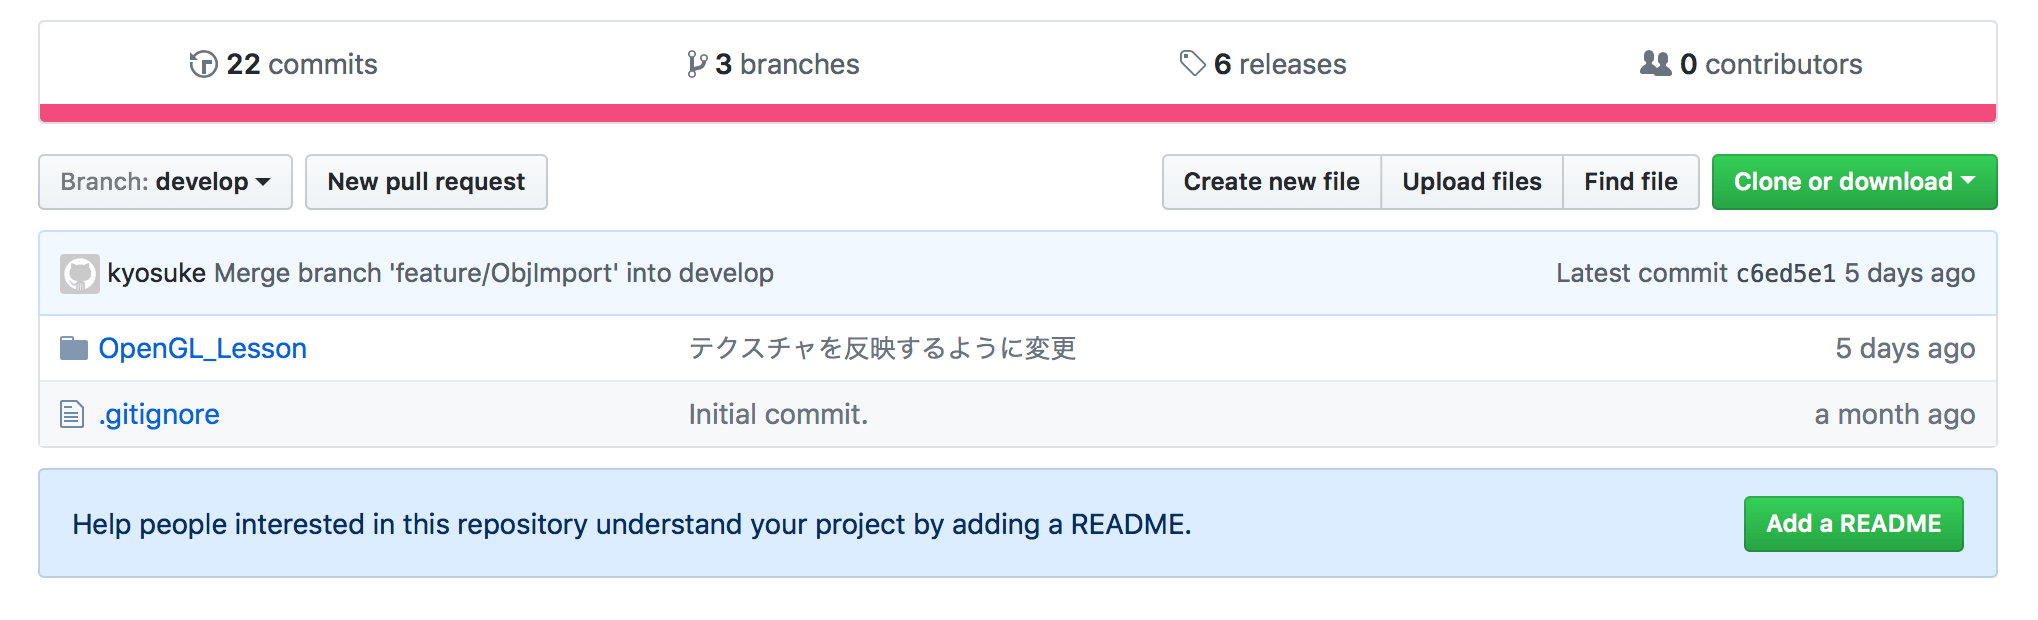 22 commits 3 branches 6 releases 0 contributors
Branch: develop New pull request Create new file Upload files Find file Clone or download
kyosuke Merge branch 'feature/ObjImport' into develop Latest commit c6ed5e1 5 days ago
OpenGL_Lesson テクスチャを反映するように変更 5 days ago
.gitignore Initial commit. a month ago
Help people interested in this repository understand your project by adding a README. Add a README